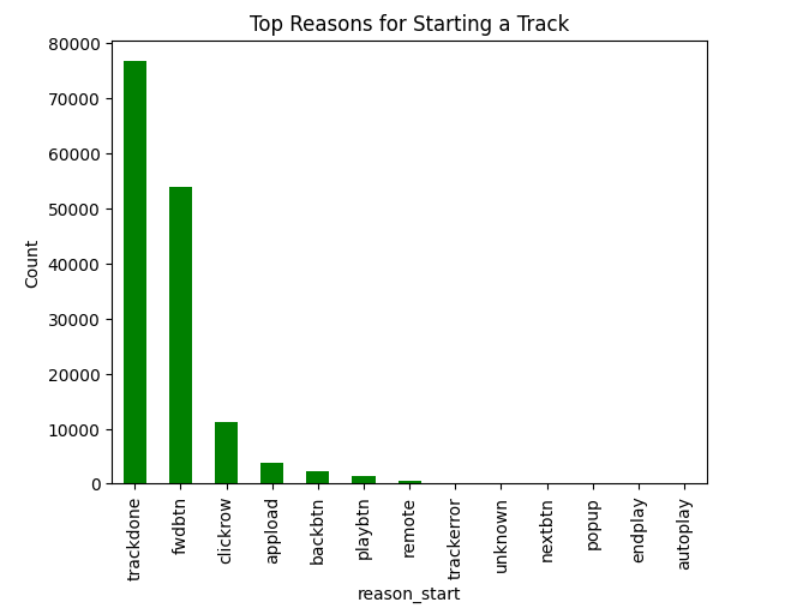 Top Reasons for Starting a Track
80000
70000
60000
50000
40000
30000
20000
10000
0
Count
trackdone
fwdbtn
clickrow
appload
backbtn
playbtn
remote
trackerror
unknown
nextbtn
popup
endplay
autoplay
reason_start